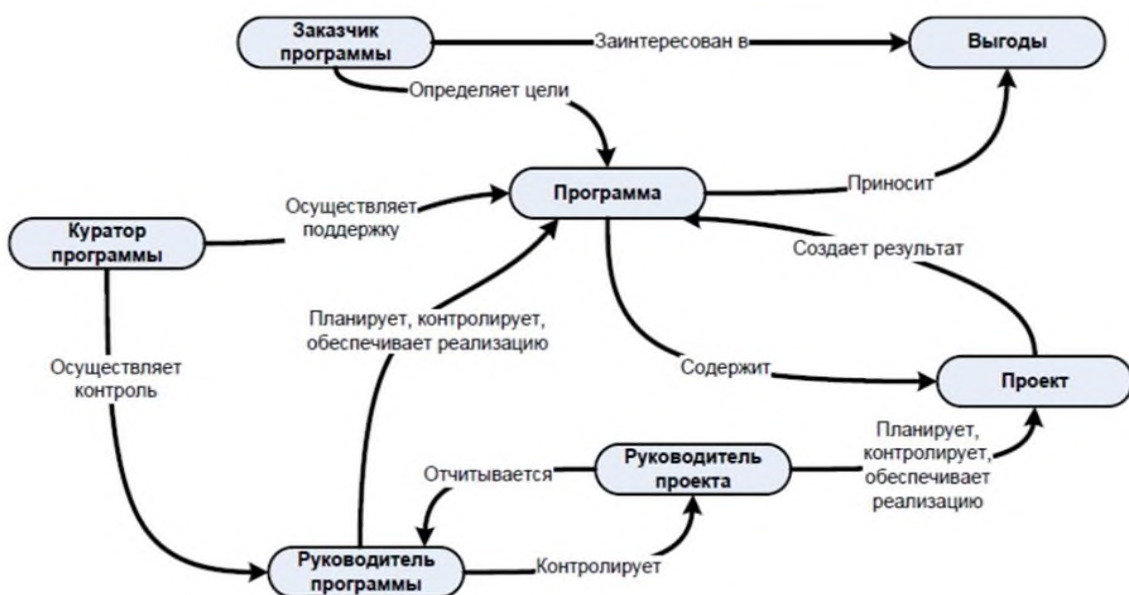 Заказчик
программы
Заинтересован в
Выгоды
Определяет цели
Программа
Приносит
Осуществляет
поддержку
Куратор
программы
Создает результат
Планирует, контролирует,
обеспечивает реализацию
Осуществляет
контроль
Содержит
Проект
Планирует,
контролирует,
обеспечивает
реализацию
Руководитель
проекта
Отчитывается
Руководитель
программы
Контролирует